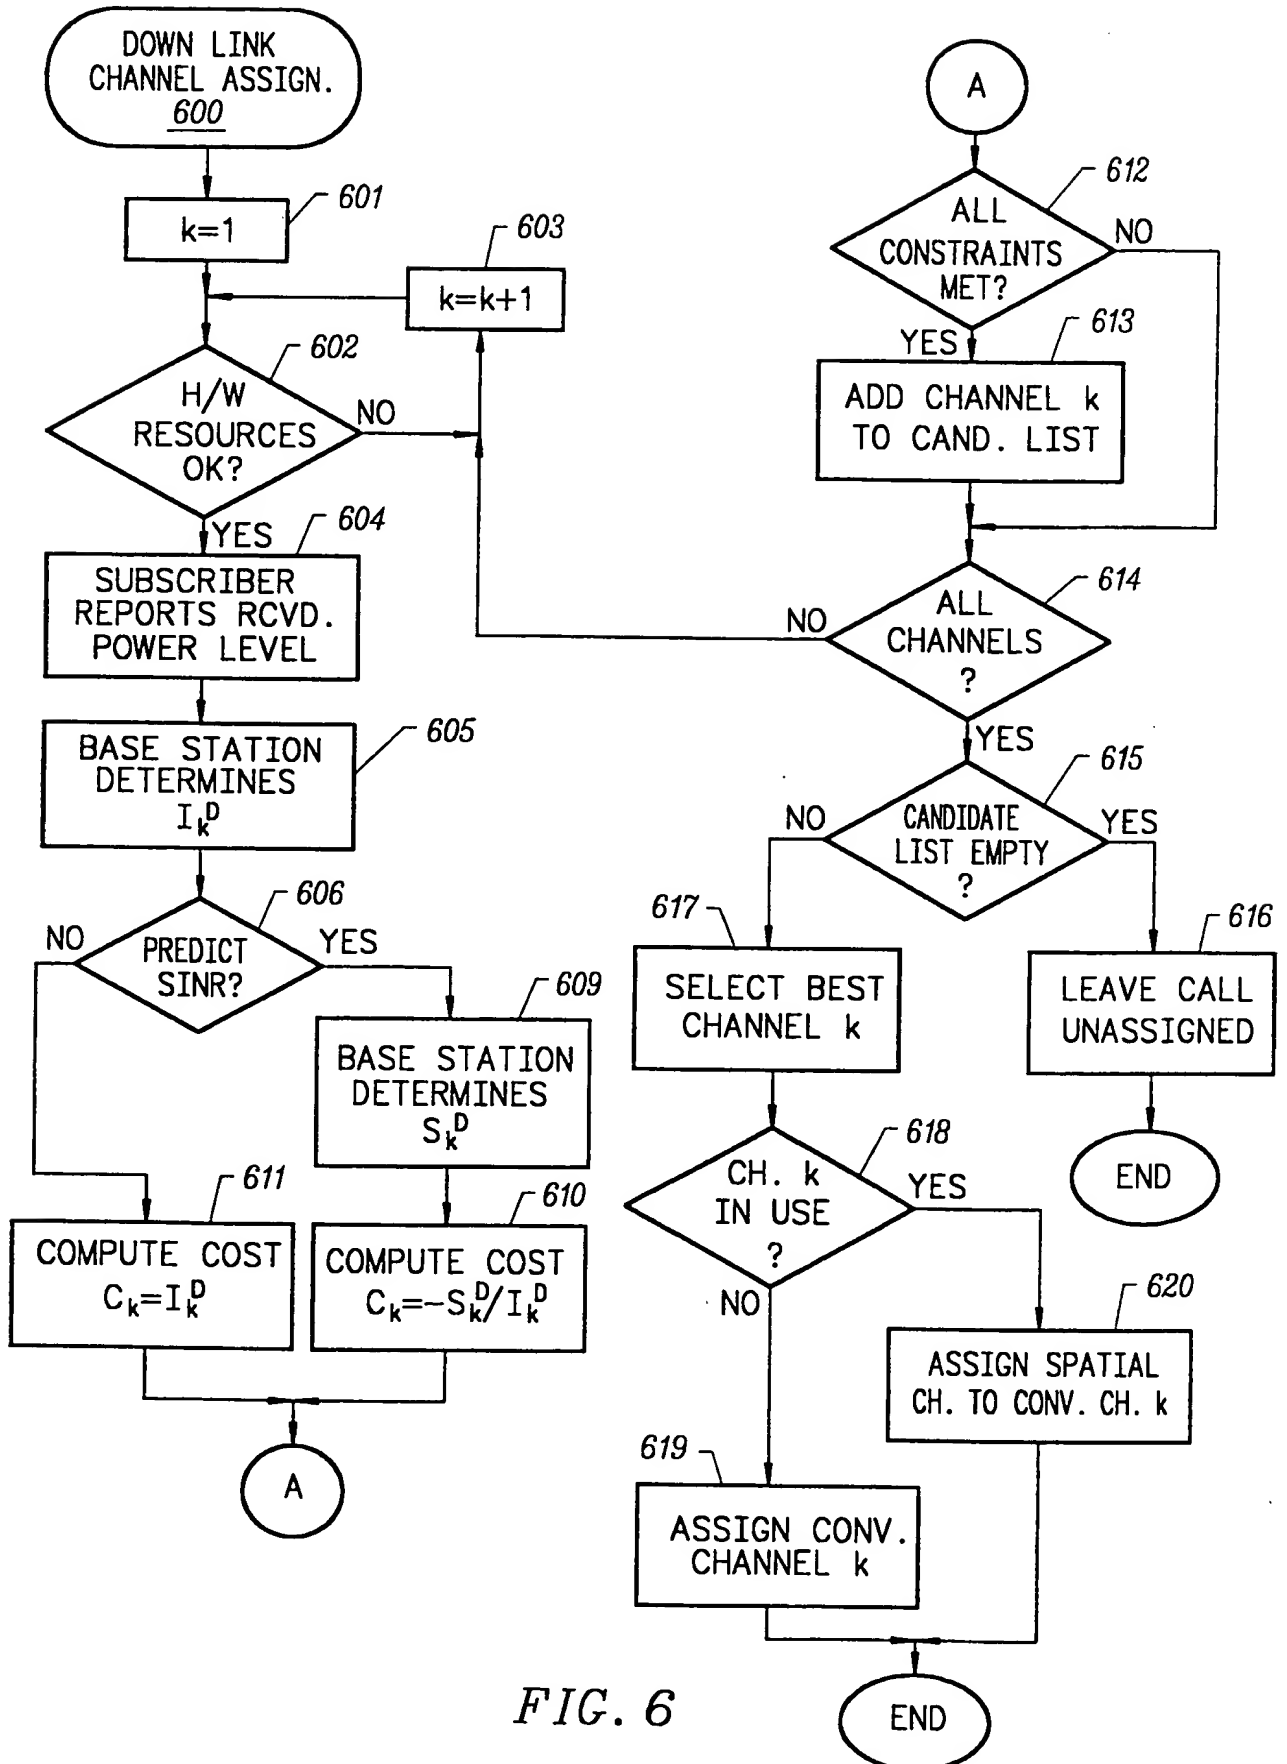 DOWN LINK
CHANNEL ASSIGN.
600
k=1
601
603
k=k+1
602
H/W
RESOURCES
OK?
NO
YES
604
SUBSCRIBER
REPORTS RCVD.
POWER LEVEL
605
BASE STATION
DETERMINES
I_k^D
606
NO
PREDICT
SINR?
YES
609
BASE STATION
DETERMINES
S_k^D
611
COMPUTE COST
C_k=I_k^D
610
COMPUTE COST
C_k=-S_k^D/I_k^D
A
A
612
ALL
CONSTRAINTS
MET?
NO
YES
613
ADD CHANNEL k
TO CAND. LIST
614
NO
ALL
CHANNELS
?
YES
615
NO
CANDIDATE
LIST EMPTY
?
YES
617
SELECT BEST
CHANNEL k
616
LEAVE CALL
UNASSIGNED
END
618
CH. k
IN USE
?
YES
NO
620
ASSIGN SPATIAL
CH. TO CONV. CH. k
619
ASSIGN CONV.
CHANNEL k
END
FIG. 6